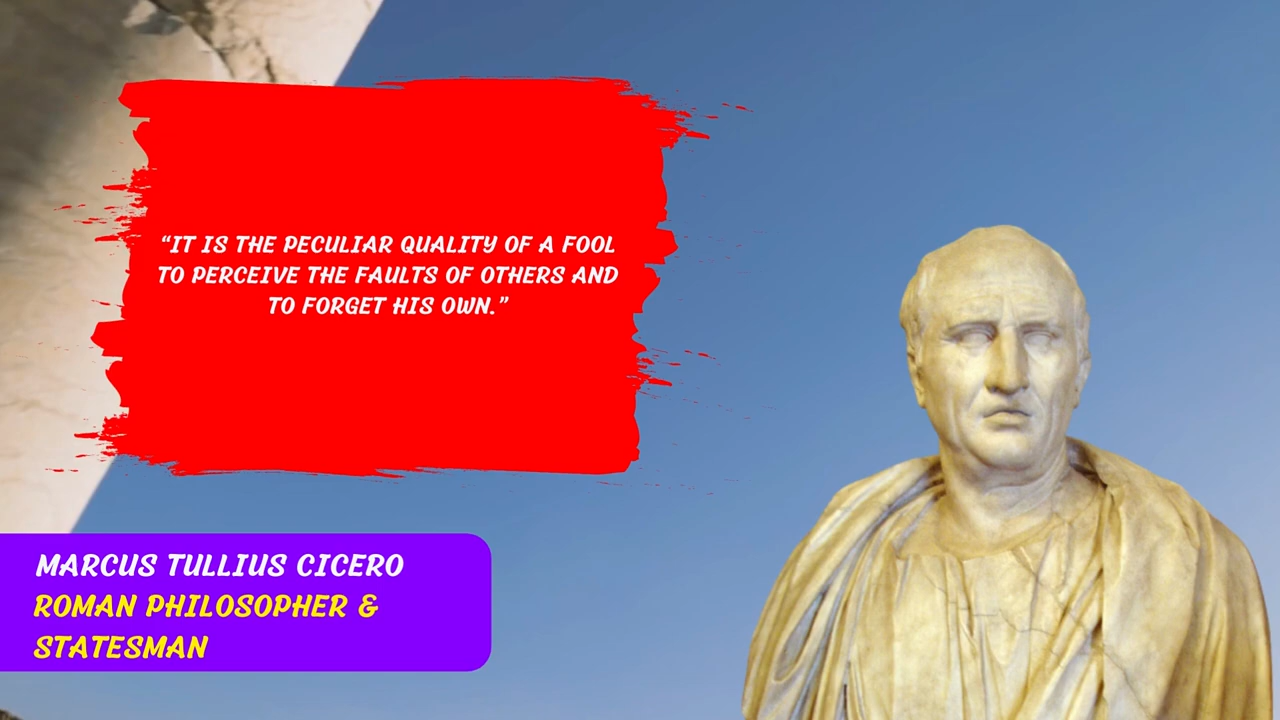 “IT IS THE PECULIAR QUALITY OF A FOOL
TO PERCEIVE THE FAULTS OF OTHERS AND
TO FORGET HIS OWN.”
MARCUS TULLIUS CICERO
ROMAN PHILOSOPHER &
STATESMAN